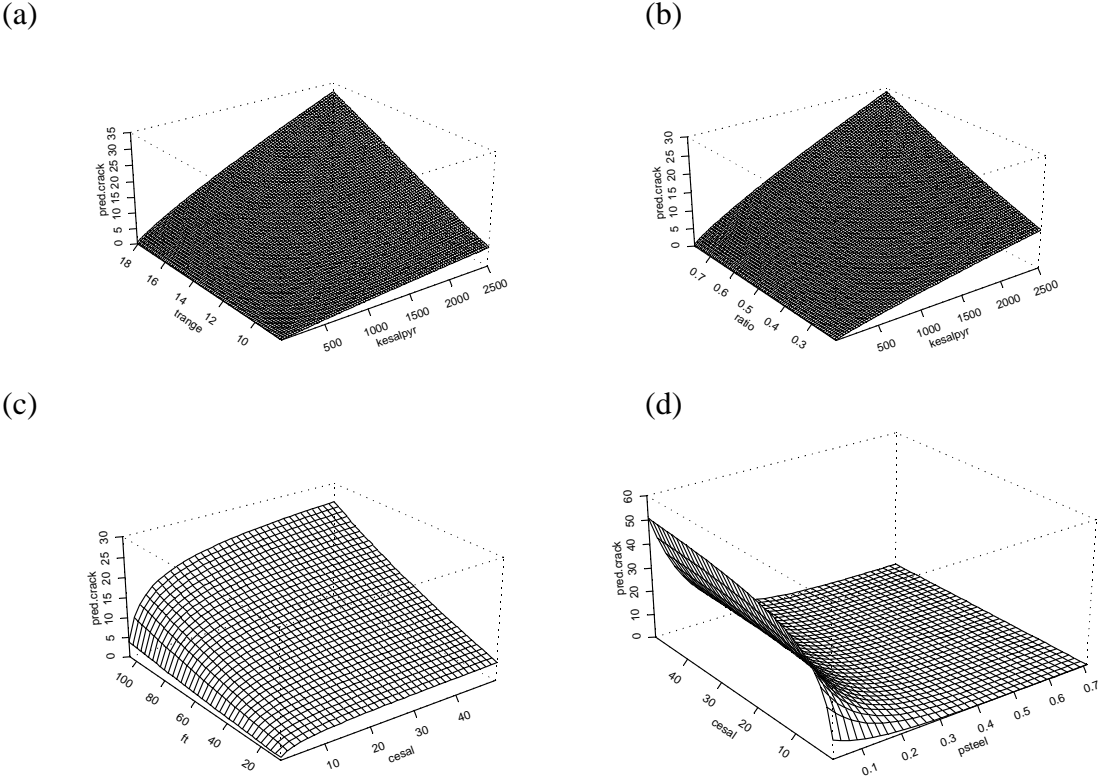 (a)
pred.crack
0 5 10 15 20 25 30 35
trange
18 16 14 12 10
kesalpyr
500 1000 1500 2000 2500
(b)
pred.crack
0 5 10 15 20 25 30
ratio
0.7 0.6 0.5 0.4 0.3
kesalpyr
500 1000 1500 2000 2500
(c)
pred.crack
0 5 10 15 20 25 30
ft
100 80 60 40 20
cesal
10 20 30 40
(d)
pred.crack
0 10 20 30 40 50 60
cesal
40 30 20 10
psteel
0.1 0.2 0.3 0.4 0.5 0.6 0.7